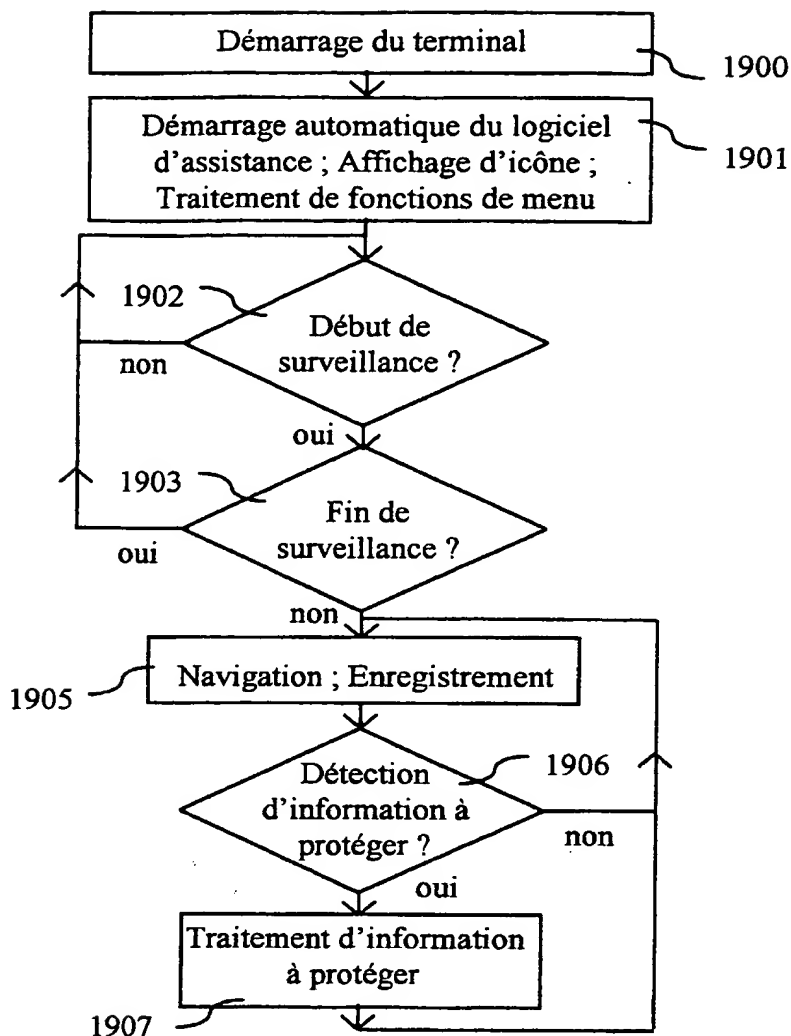 Démarrage du terminal
1900
Démarrage automatique du logiciel
d'assistance ; Affichage d'icône ;
Traitement de fonctions de menu
1901
1902
Début de
surveillance ?
non
oui
1903
Fin de
surveillance ?
oui
non
Navigation ; Enregistrement
1905
Détection
d'information à
protéger ?
1906
non
oui
Traitement d'information
à protéger
1907